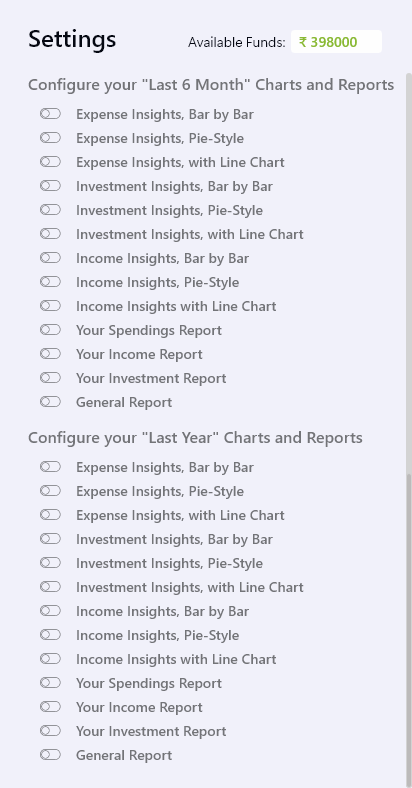 Settings
Available Funds: ₹ 398000
Configure your "Last 6 Month" Charts and Reports
Expense Insights, Bar by Bar
Expense Insights, Pie-Style
Expense Insights, with Line Chart
Investment Insights, Bar by Bar
Investment Insights, Pie-Style
Investment Insights, with Line Chart
Income Insights, Bar by Bar
Income Insights, Pie-Style
Income Insights with Line Chart
Your Spendings Report
Your Income Report
Your Investment Report
General Report
Configure your "Last Year" Charts and Reports
Expense Insights, Bar by Bar
Expense Insights, Pie-Style
Expense Insights, with Line Chart
Investment Insights, Bar by Bar
Investment Insights, Pie-Style
Investment Insights, with Line Chart
Income Insights, Bar by Bar
Income Insights, Pie-Style
Income Insights with Line Chart
Your Spendings Report
Your Income Report
Your Investment Report
General Report